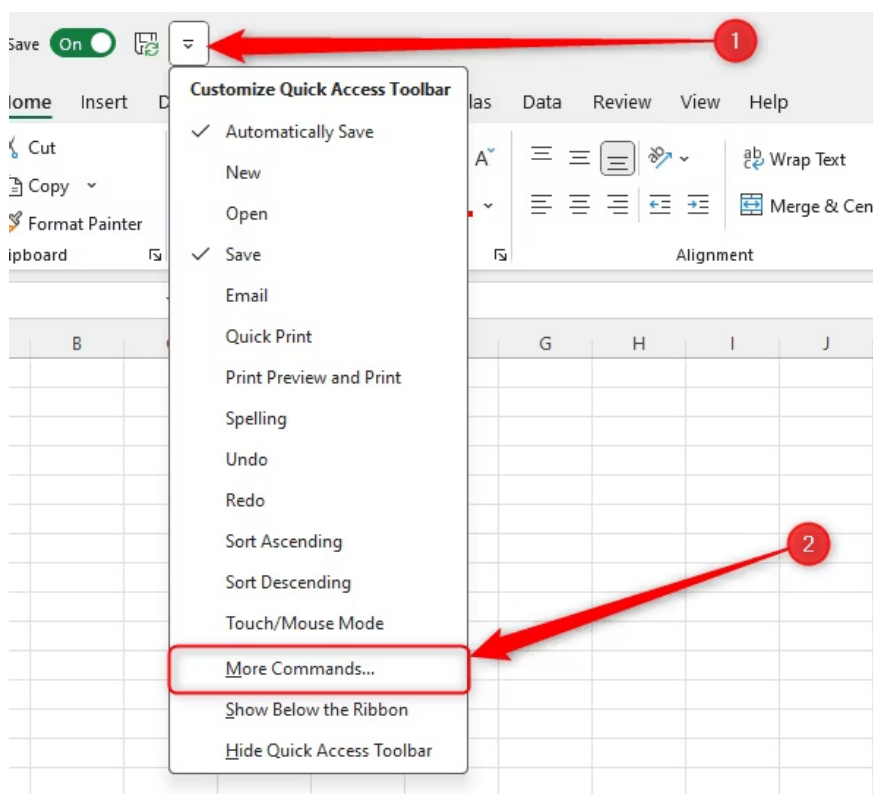 Save On 1
Home Insert D las Data Review View Help
Customize Quick Access Toolbar
Automatically Save
New
Open
Save
Email
Quick Print
Print Preview and Print
Spelling
Undo
Redo
Sort Ascending
Sort Descending
Touch/Mouse Mode
More Commands...
Show Below the Ribbon
Hide Quick Access Toolbar
Cut
Copy
Format Painter
ipboard
A
ab
c
Wrap Text
Merge & Cen
Alignment
B G H I J
2